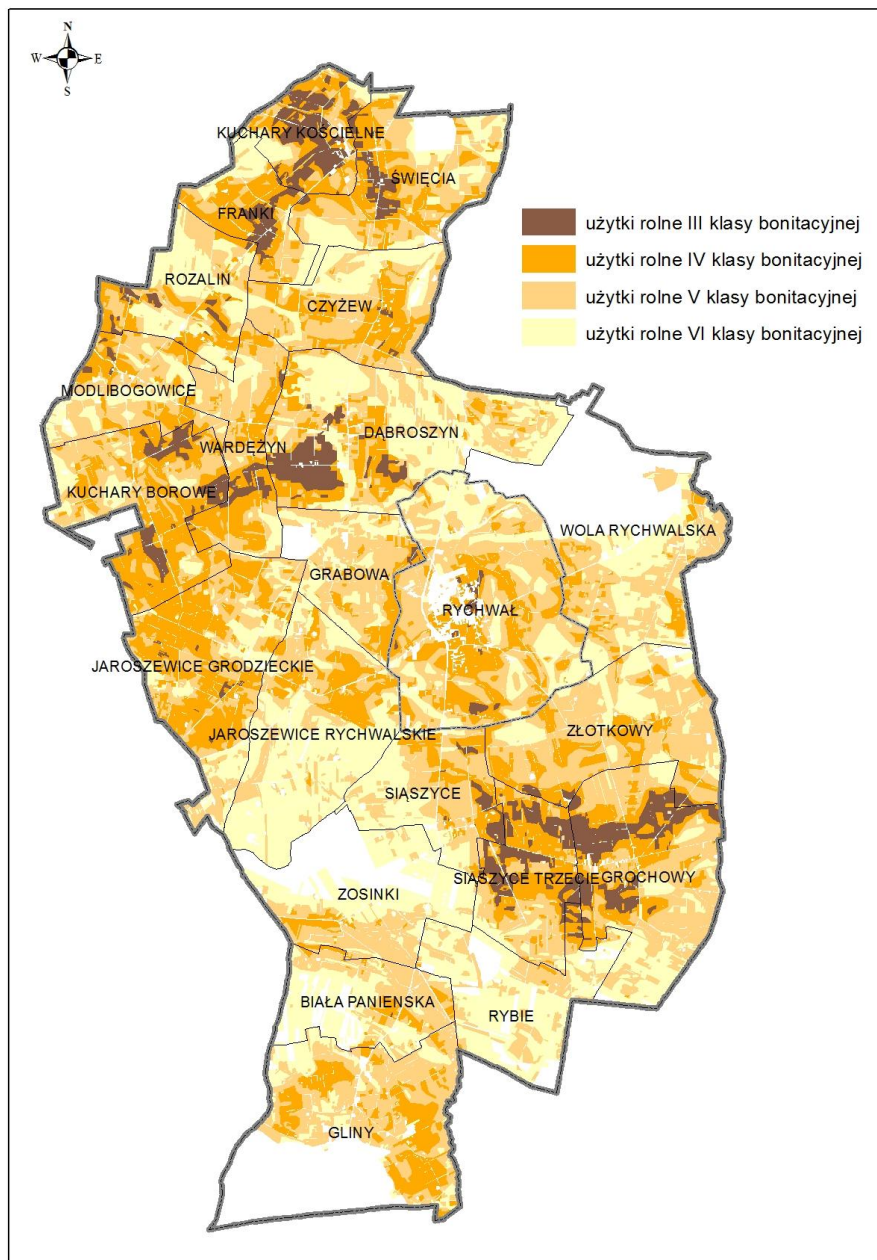 N
W E
S
KUCHARY KOŚCIELNE
ŚWIĘCIA
FRANKI
użytki rolne III klasy bonitacyjnej
użytki rolne IV klasy bonitacyjnej
użytki rolne V klasy bonitacyjnej
użytki rolne VI klasy bonitacyjnej
ROZALIN
CZYŻEW
MODLIBOGOWICE
WARDĘŻYN
DĄBROSZYN
KUCHARY BOROWE
WOLA RYCHWALSKA
GRABOWA
RYCHWAŁ
JAROSZEWICE GRODZIECKIE
JAROSZEWICE RYCHWALSKIE
ZŁOTKOWY
SIĄSZYCE
SIĄSZYCE TRZECIE
GROCHOWY
ZOSINKI
BIAŁA PANIENSKA
RYBIE
GLINY